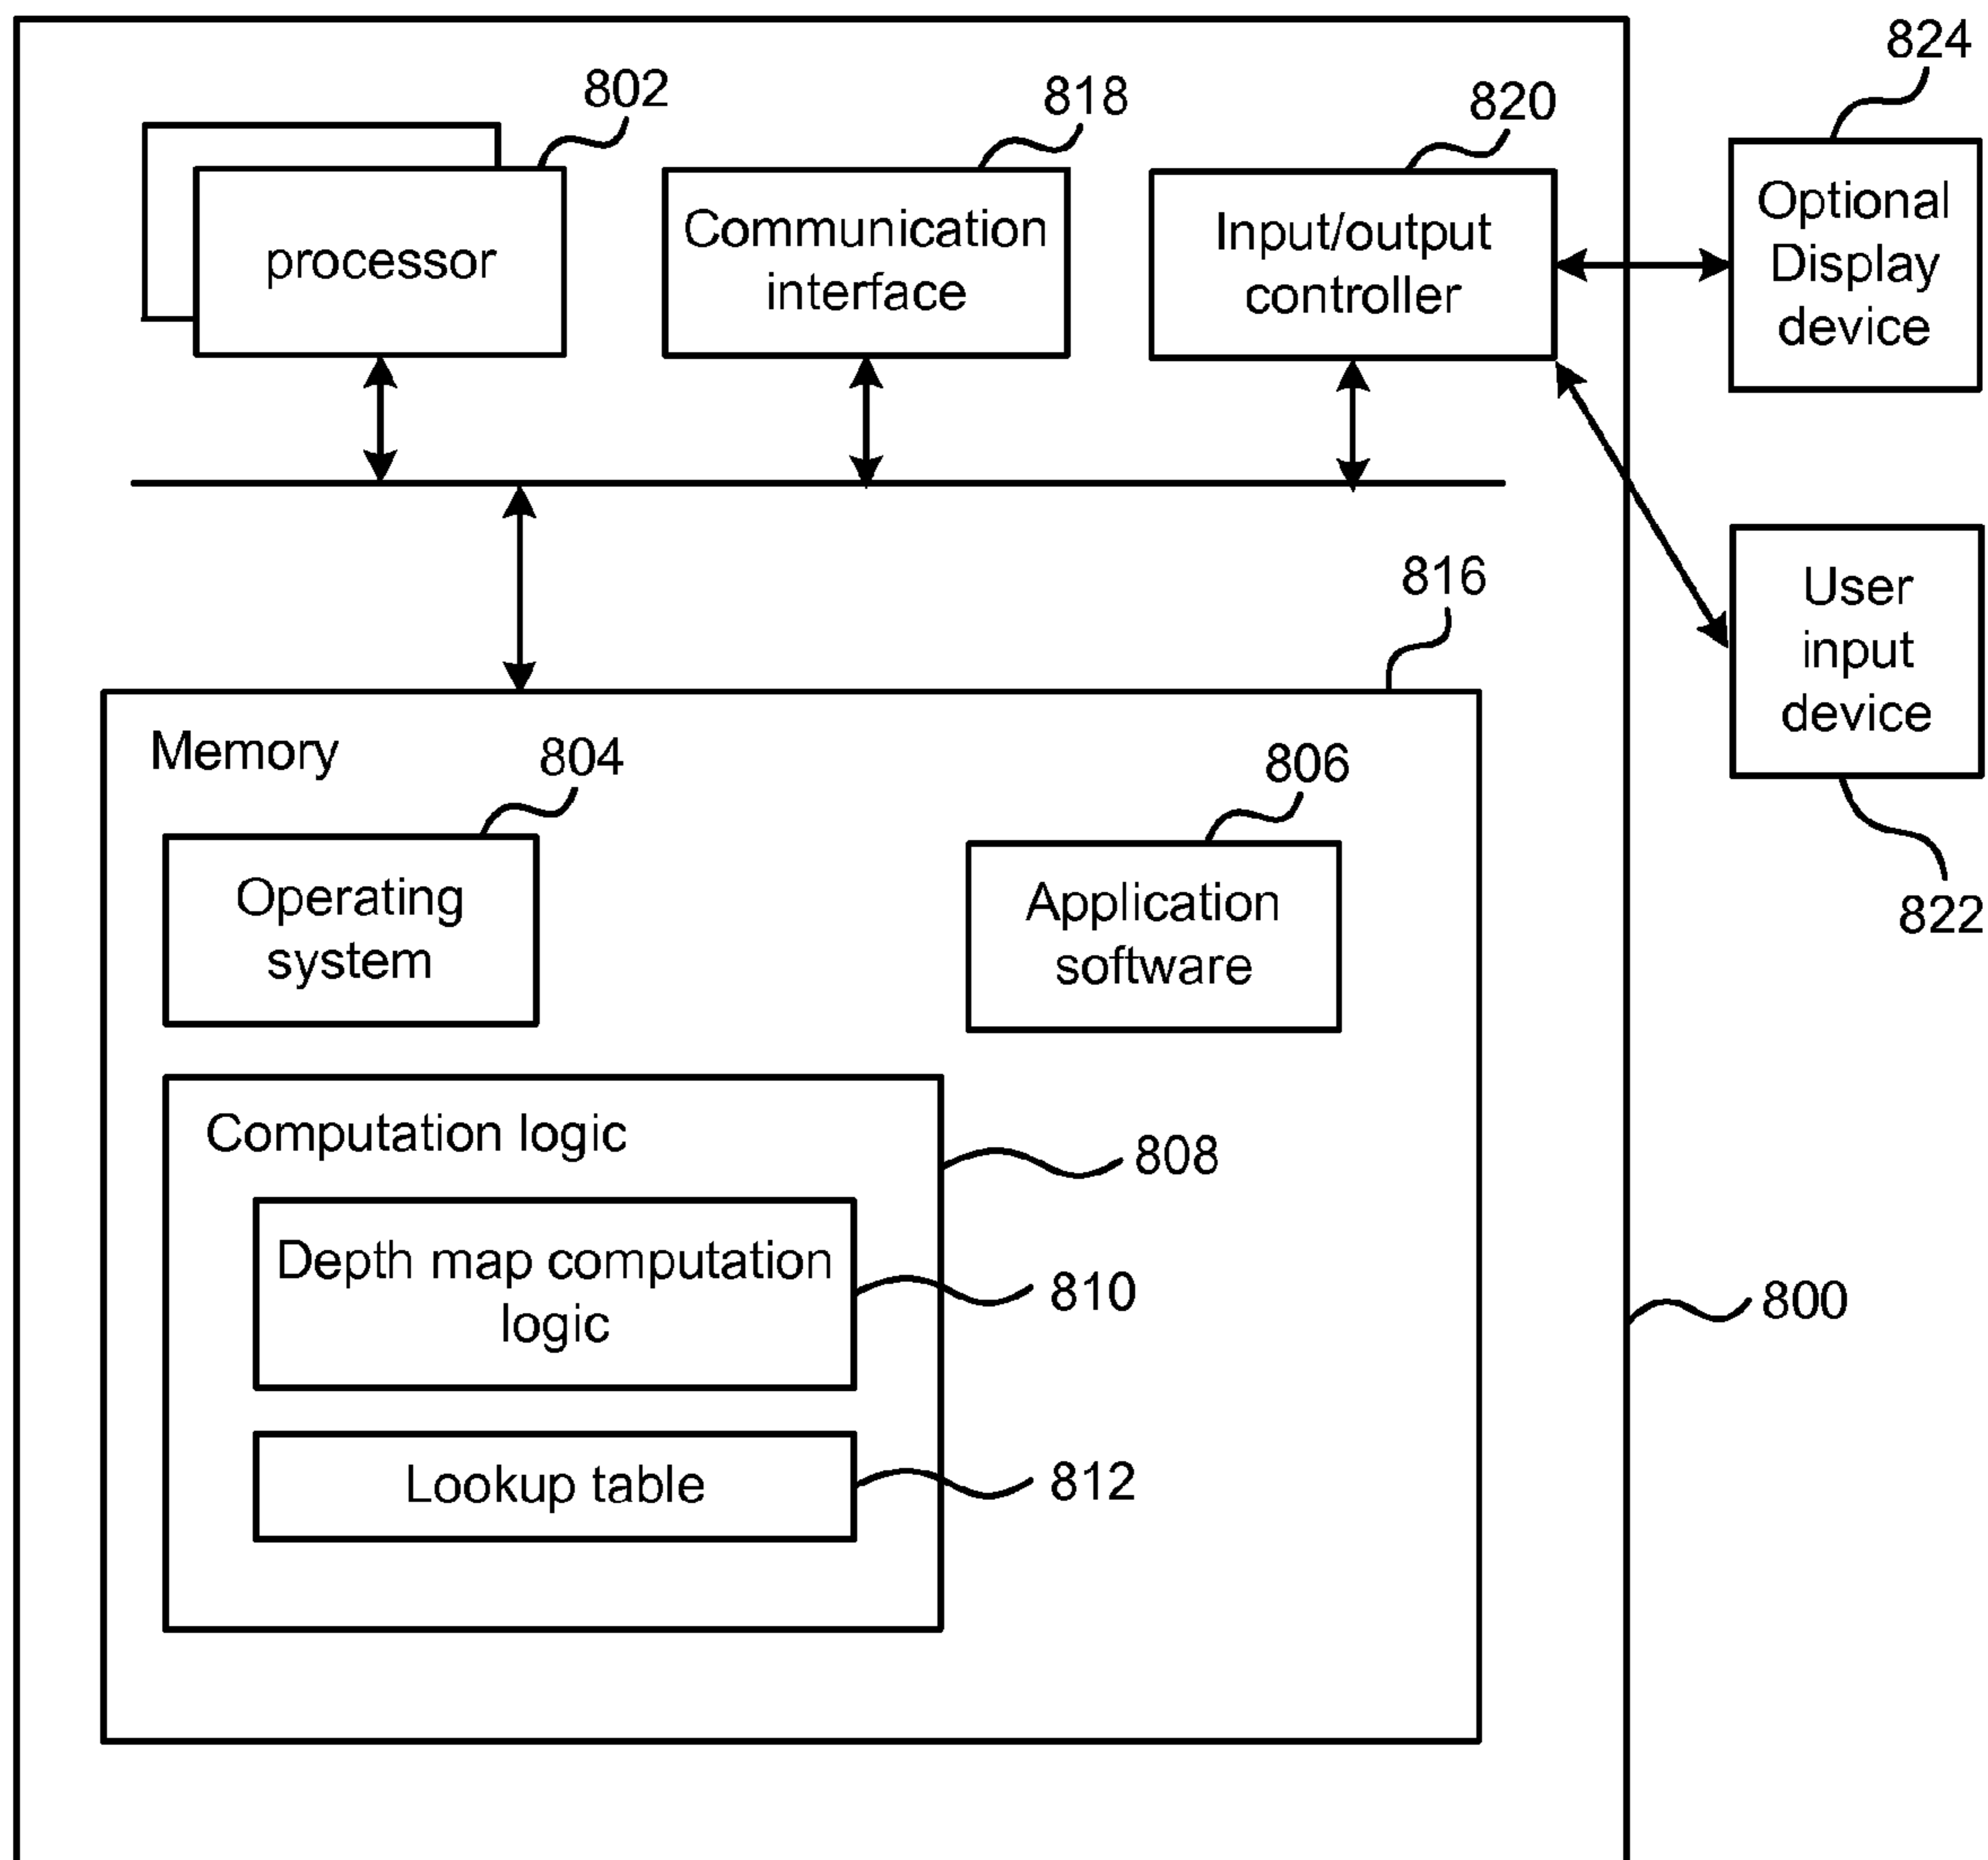 824
802
818
820
processor
Communication
interface
Input/output
controller
Optional
Display
device
816
User
input
device
822
Memory
804
806
Operating
system
Application
software
Computation logic
808
Depth map computation
logic
810
800
Lookup table
812